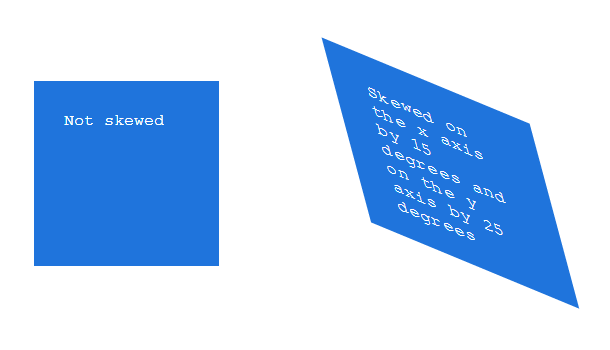 Not skewed
Skewed on
the x axis
by 15
degrees and
on the y
axis by 25
degrees